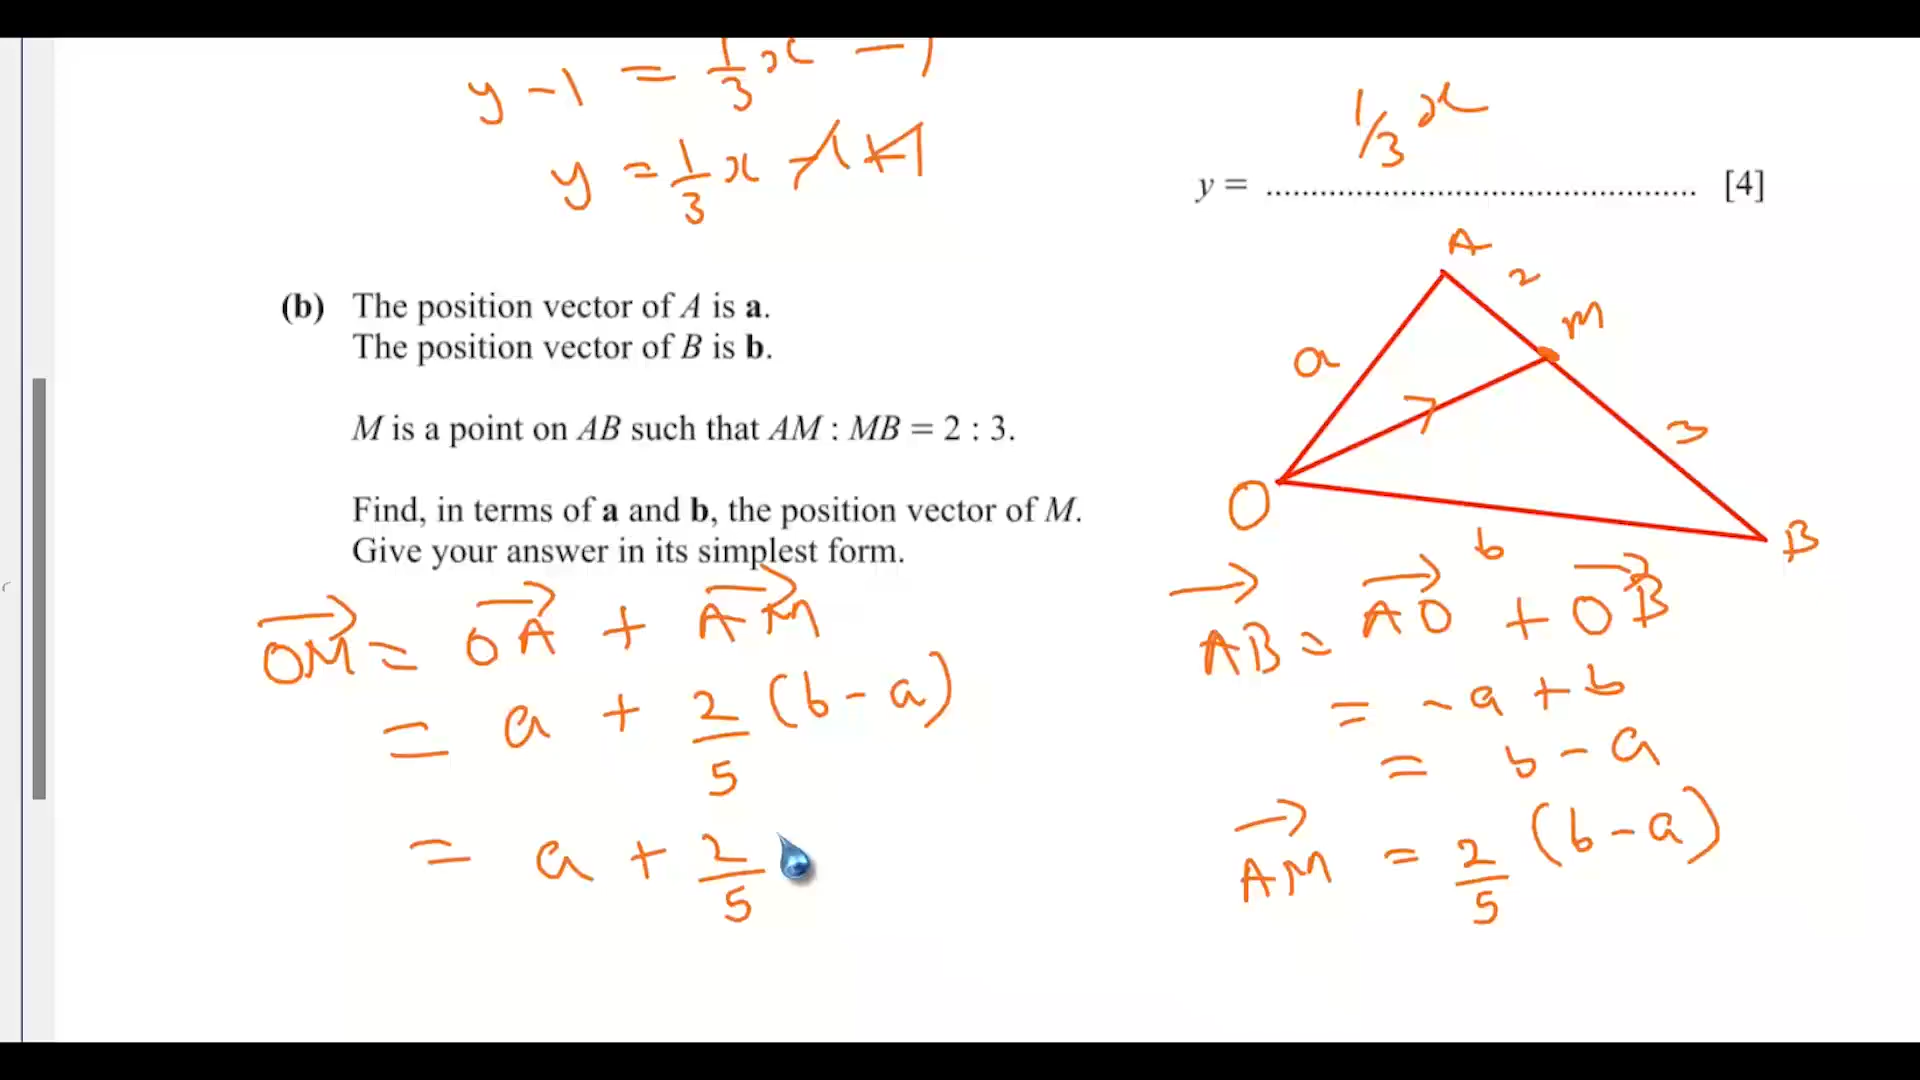 y - 1 = 1/3 x - 1
y = 1/3 x - 1 + 1
1/3 x
y = ................................................ [4]
(b) The position vector of A is a.
The position vector of B is b.
M is a point on AB such that AM : MB = 2 : 3.
Find, in terms of a and b, the position vector of M.
Give your answer in its simplest form.
A
2
M
a
3
O
b
B
→OM = →OA + →AM
= a + 2/5 (b - a)
= a + 2/5
→AB = →AO + →OB
= -a + b
= b - a
→AM = 2/5 (b - a)